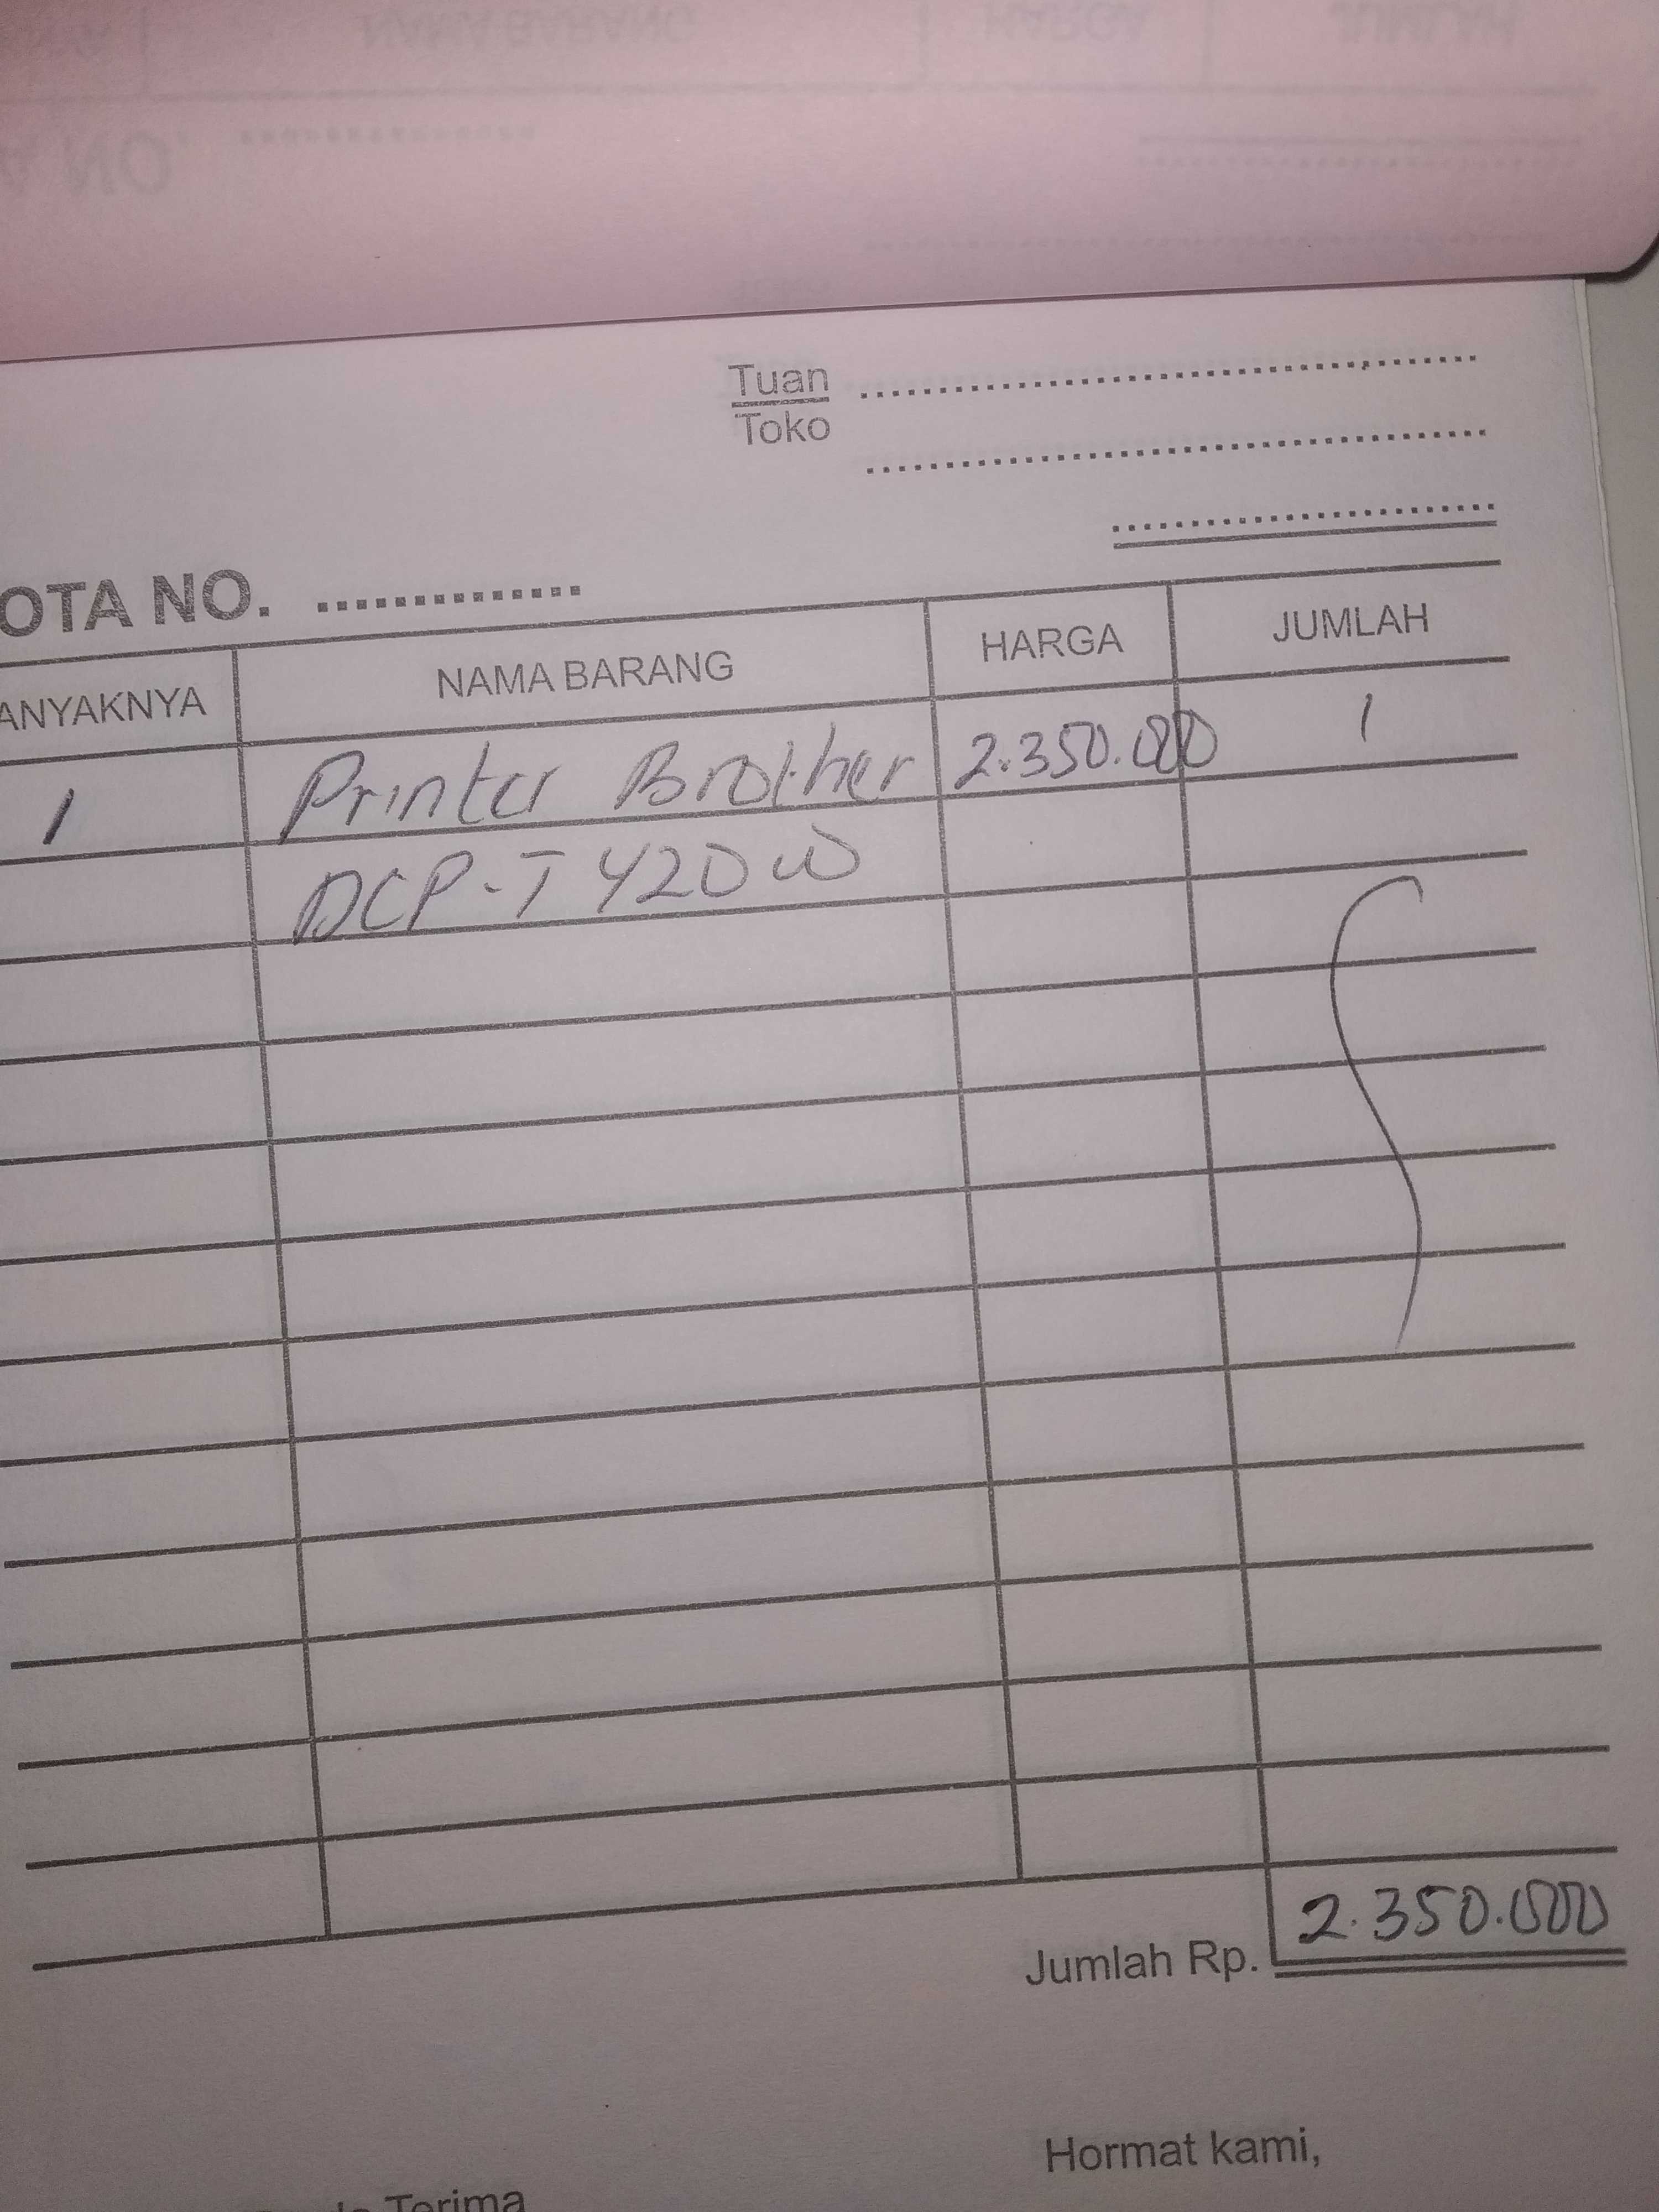 Tuan
Toko
OTA NO. ..............
ANYAKNYA NAMA BARANG HARGA JUMLAH
1 Printer Brother 2.350.000 1
DCP-T420W
Jumlah Rp. 2.350.000
Hormat kami,
Terima